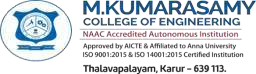 M.KUMARASAMY
COLLEGE OF ENGINEERING
NAAC Accredited Autonomous Institution
Approved by AICTE & Affiliated to Anna University
ISO 9001:2015 & ISO 14001:2015 Certified Institution
Thalavapalayam, Karur – 639 113.